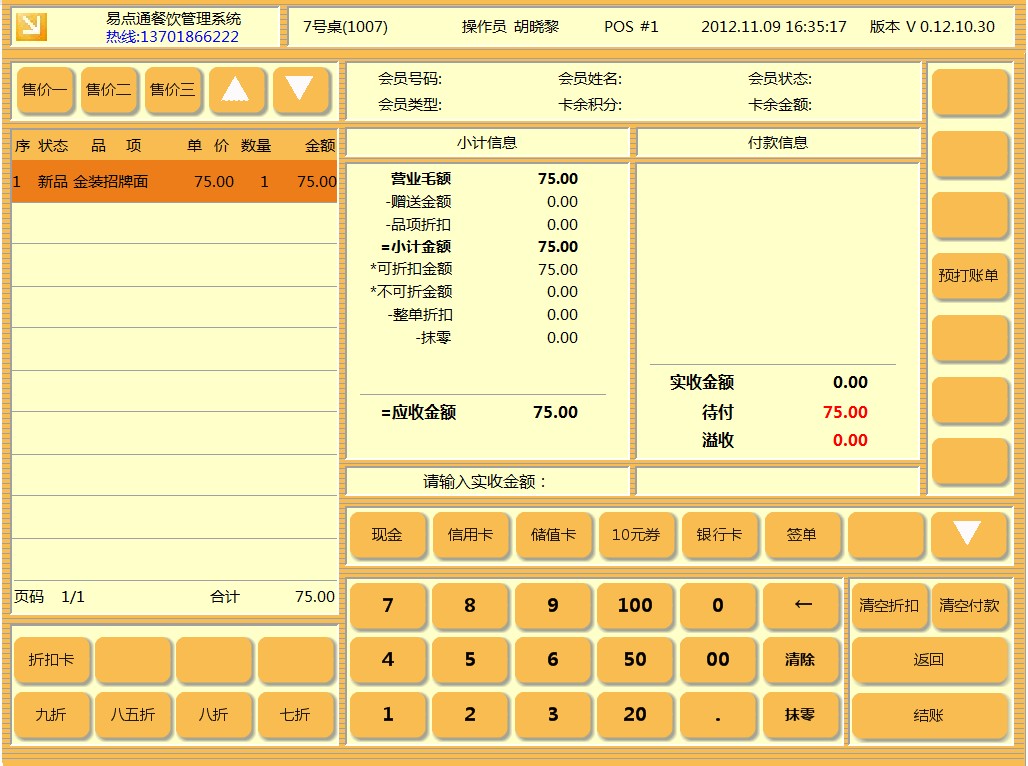 易点通餐饮管理系统
热线:13701866222
7号桌(1007) 操作员 胡晓黎 POS #1 2012.11.09 16:35:17 版本 V 0.12.10.30
售价一 售价二 售价三
会员号码: 会员姓名: 会员状态:
会员类型: 卡余积分: 卡余金额:
序 状态 品 项 单 价 数量 金额
1 新品 金装招牌面 75.00 1 75.00
页码 1/1 合计 75.00
小计信息
营业毛额 75.00
-赠送金额 0.00
-品项折扣 0.00
=小计金额 75.00
*可折扣金额 75.00
*不可折金额 0.00
-整单折扣 0.00
-抹零 0.00
=应收金额 75.00
付款信息
实收金额 0.00
待付 75.00
溢收 0.00
请输入实收金额：
预打账单
现金 信用卡 储值卡 10元券 银行卡 签单
折扣卡
九折 八五折 八折 七折
7 8 9 100 0 ←
4 5 6 50 00 清除
1 2 3 20 . 抹零
清空折扣 清空付款
返回
结账